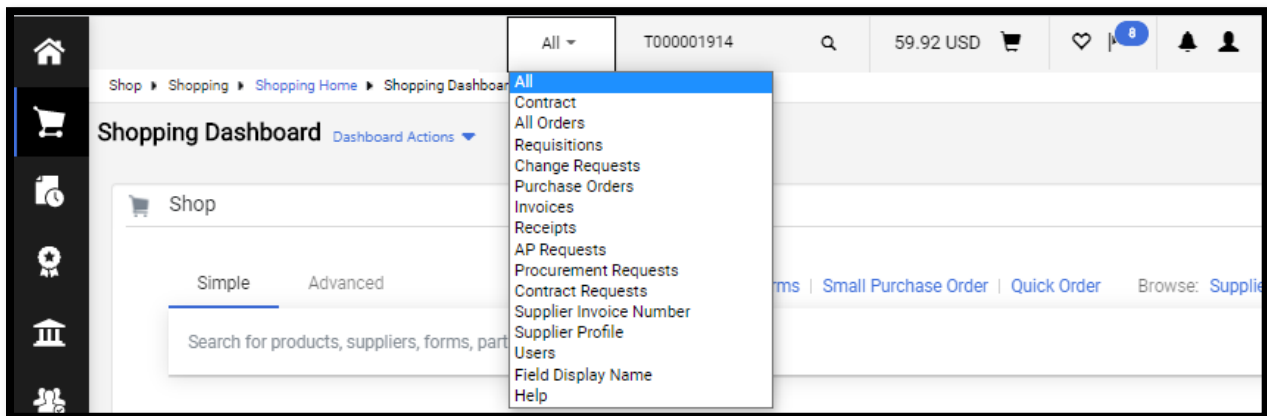 All T000001914 59.92 USD 8
Shop Shopping Shopping Home Shopping Dashboar
Shopping Dashboard Dashboard Actions
All
Contract
All Orders
Requisitions
Change Requests
Purchase Orders
Invoices
Receipts
AP Requests
Procurement Requests
Contract Requests
Supplier Invoice Number
Supplier Profile
Users
Field Display Name
Help
Shop
Simple Advanced rms | Small Purchase Order | Quick Order Browse: Supplie
Search for products, suppliers, forms, part